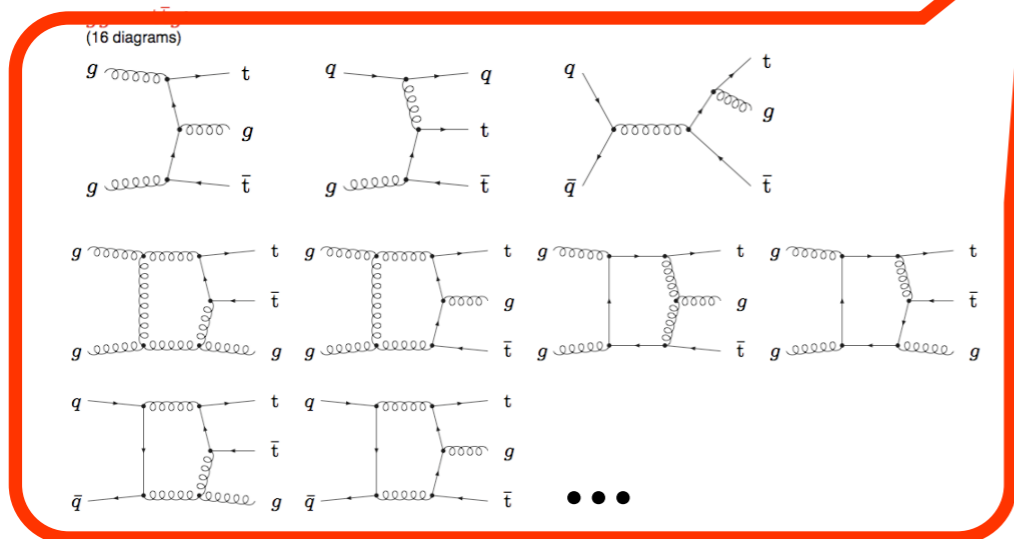 (16 diagrams)
g t q q q t
g t g
g t̄ g t̄ q̄ t̄
g t g t g t g t
t̄ g g t̄
g g g t̄ g t̄ g g
q t q t
t̄ g
q̄ g q̄ t̄